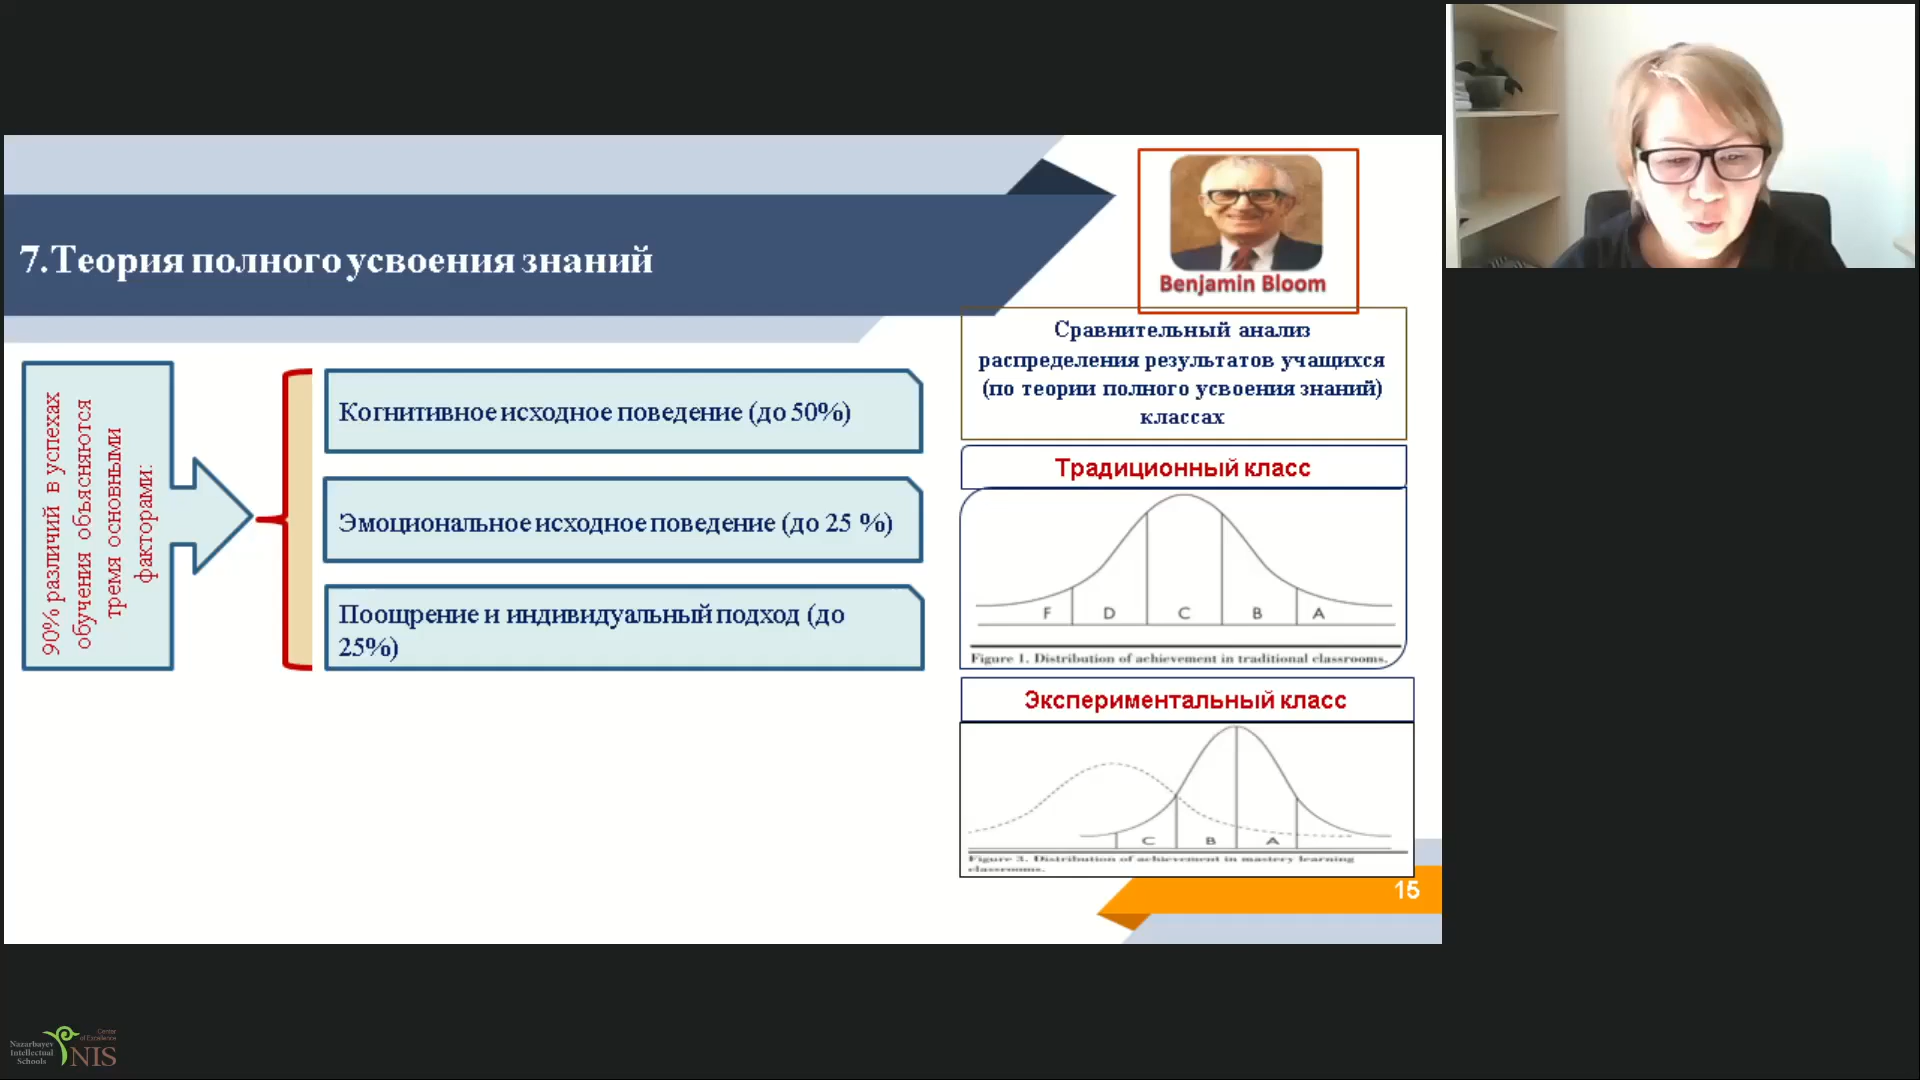 7.Теория полного усвоения знаний
Benjamin Bloom
90% различий в успехах
обучения объясняются
тремя основными
факторами:
Когнитивное исходное поведение (до 50%)
Эмоциональное исходное поведение (до 25 %)
Поощрение и индивидуальный подход (до
25%)
Сравнительный анализ
распределения результатов учащихся
(по теории полного усвоения знаний)
классах
Традиционный класс
F D C B A
Figure 1. Distribution of achievement in traditional classrooms.
Экспериментальный класс
C B A
Figure 3. Distribution of achievement in mastery learning
classrooms.
15
Nazarbayev
Intellectual
Schools
Center
of Excellence
NIS